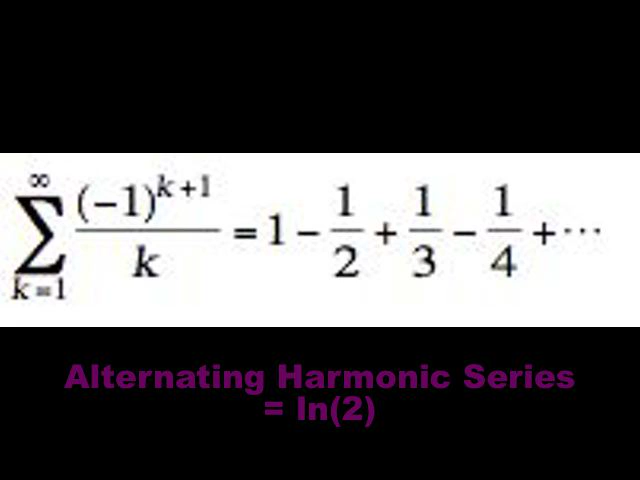 ∑_{k=1}^{∞} (−1)^{k+1}/k = 1 − 1/2 + 1/3 − 1/4 + ⋯
Alternating Harmonic Series
= ln(2)